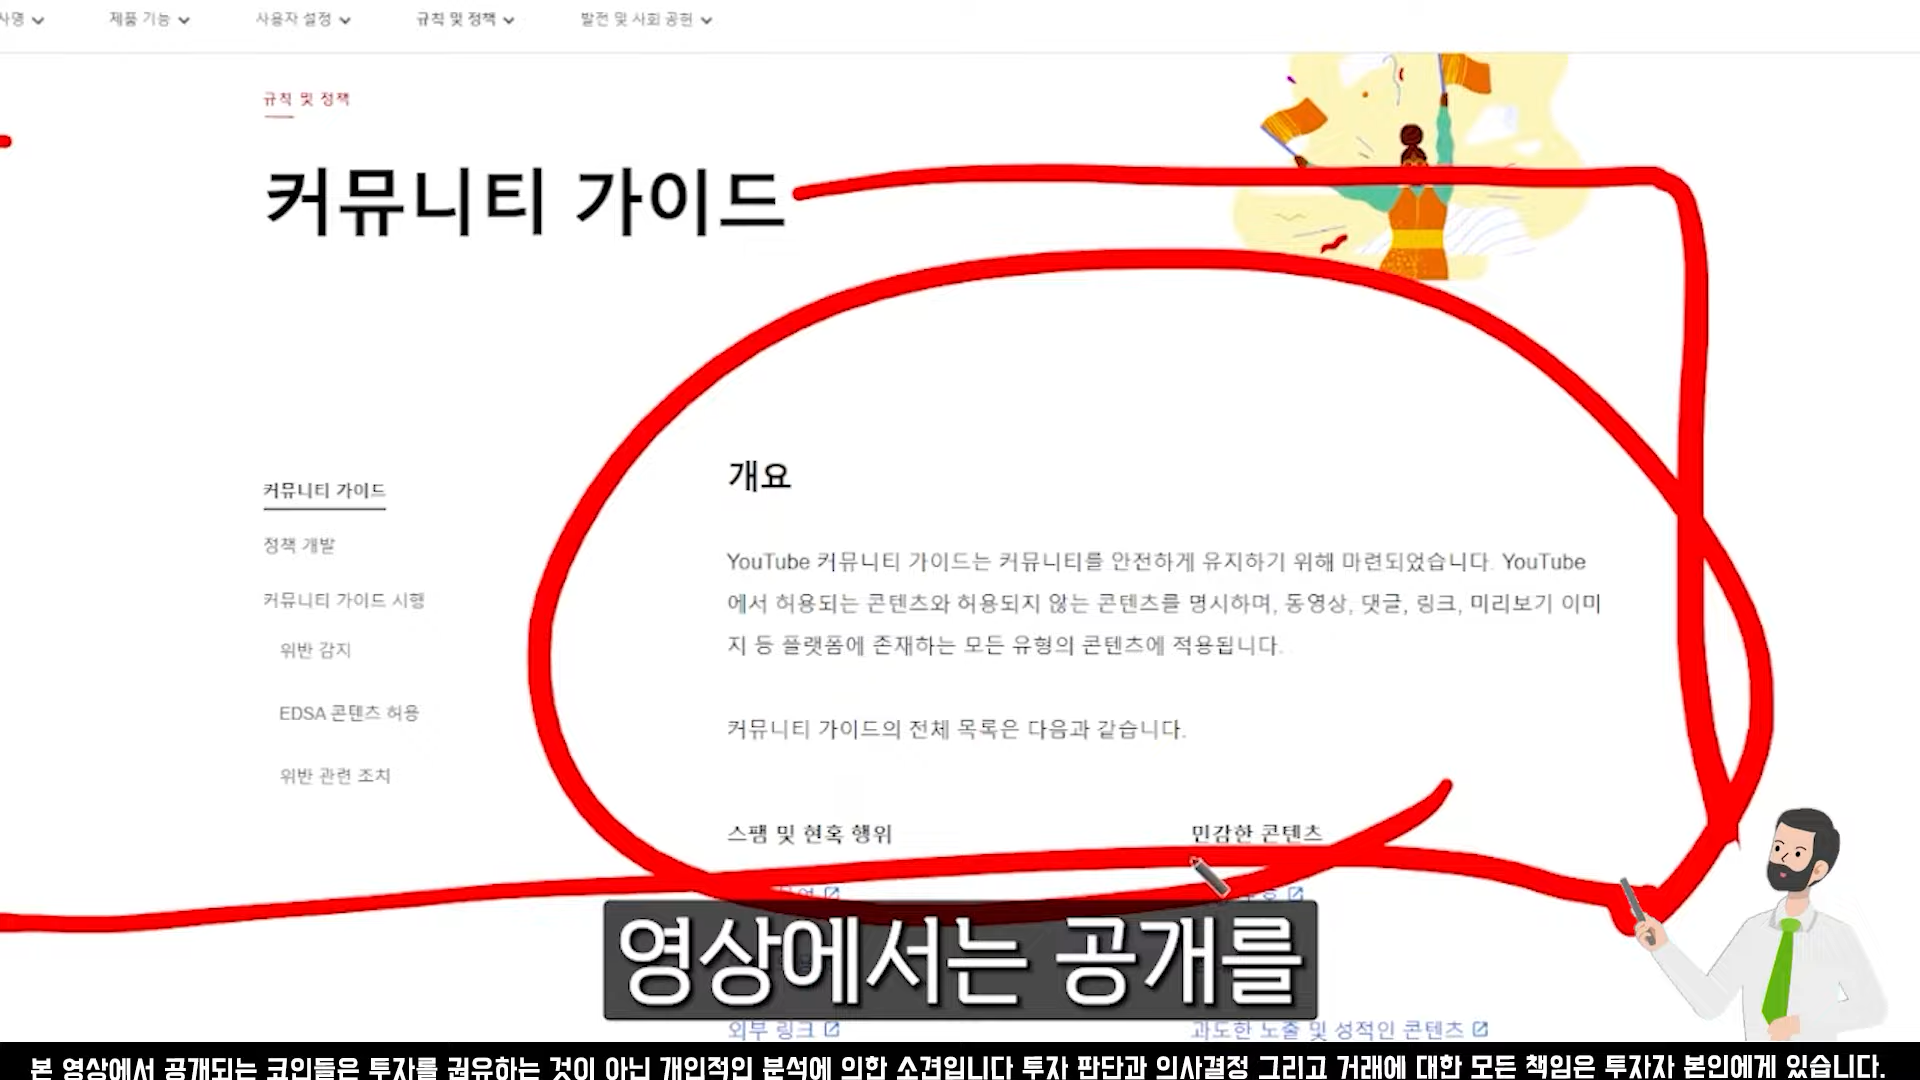 사명
제품 기능
사용자 설정
규칙 및 정책
발전 및 사회 공헌
규칙 및 정책
커뮤니티 가이드
커뮤니티 가이드
정책 개발
커뮤니티 가이드 시행
위반 감지
EDSA 콘텐츠 허용
위반 관련 조치
개요
YouTube 커뮤니티 가이드는 커뮤니티를 안전하게 유지하기 위해 마련되었습니다. YouTube
에서 허용되는 콘텐츠와 허용되지 않는 콘텐츠를 명시하며, 동영상, 댓글, 링크, 미리보기 이미
지 등 플랫폼에 존재하는 모든 유형의 콘텐츠에 적용됩니다.
커뮤니티 가이드의 전체 목록은 다음과 같습니다.
스팸 및 현혹 행위
민감한 콘텐츠
영상에서는 공개를
외부 링크
과도한 노출 및 성적인 콘텐츠
본 영상에서 공개되는 코인들은 투자를 권유하는 것이 아닌 개인적인 분석에 의한 소견입니다 투자 판단과 의사결정 그리고 거래에 대한 모든 책임은 투자자 본인에게 있습니다.